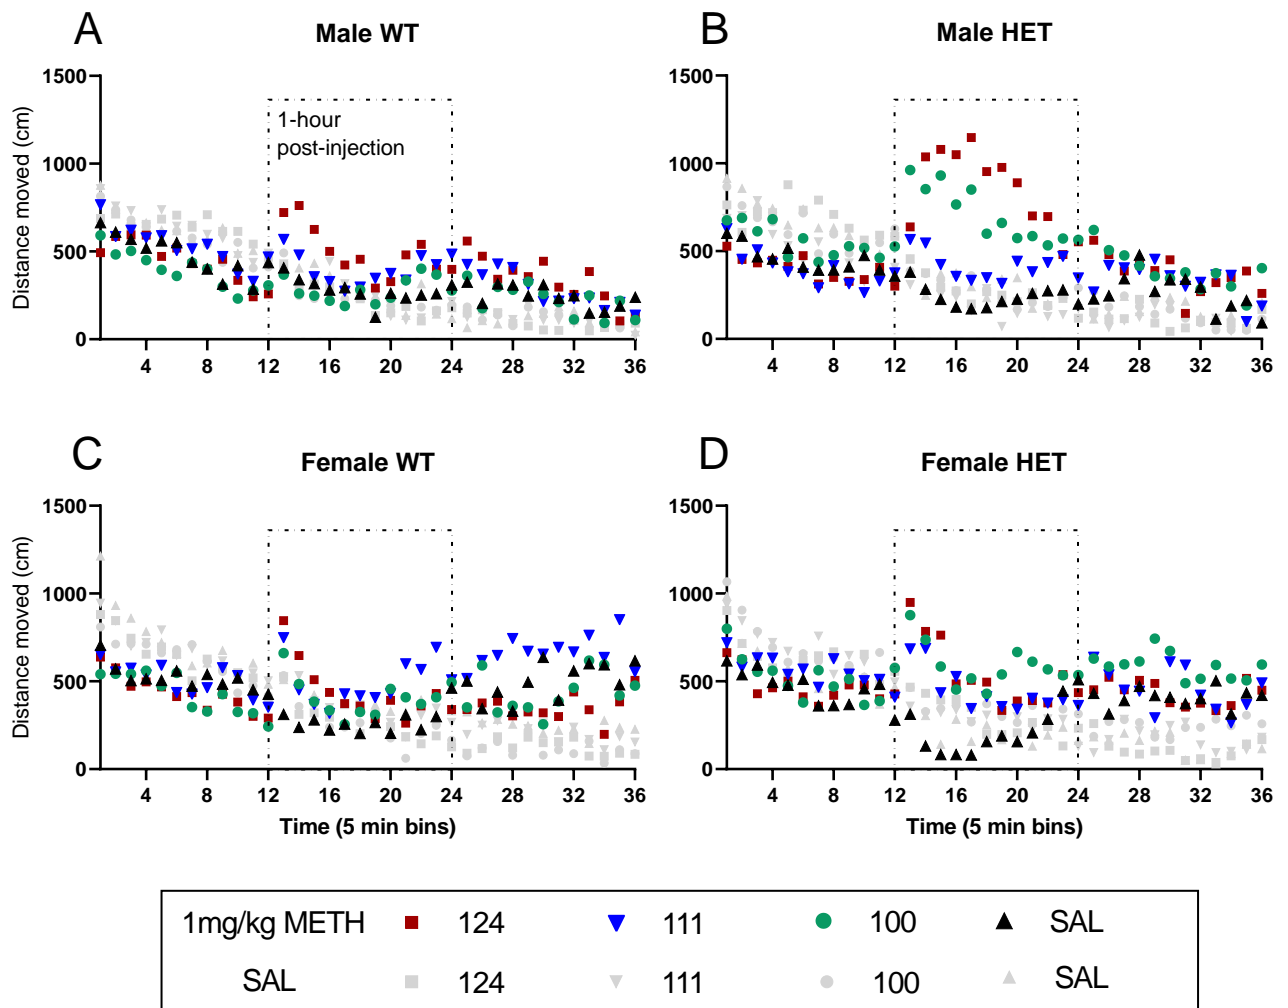 A
Male WT
B
Male HET
Distance moved (cm)
1500
1000
500
0
1-hour
post-injection
4 8 12 16 20 24 28 32 36
1500
1000
500
0
4 8 12 16 20 24 28 32 36
C
Female WT
D
Female HET
Distance moved (cm)
1500
1000
500
0
4 8 12 16 20 24 28 32 36
Time (5 min bins)
1500
1000
500
0
4 8 12 16 20 24 28 32 36
Time (5 min bins)
1mg/kg METH 124 111 100 SAL
SAL 124 111 100 SAL